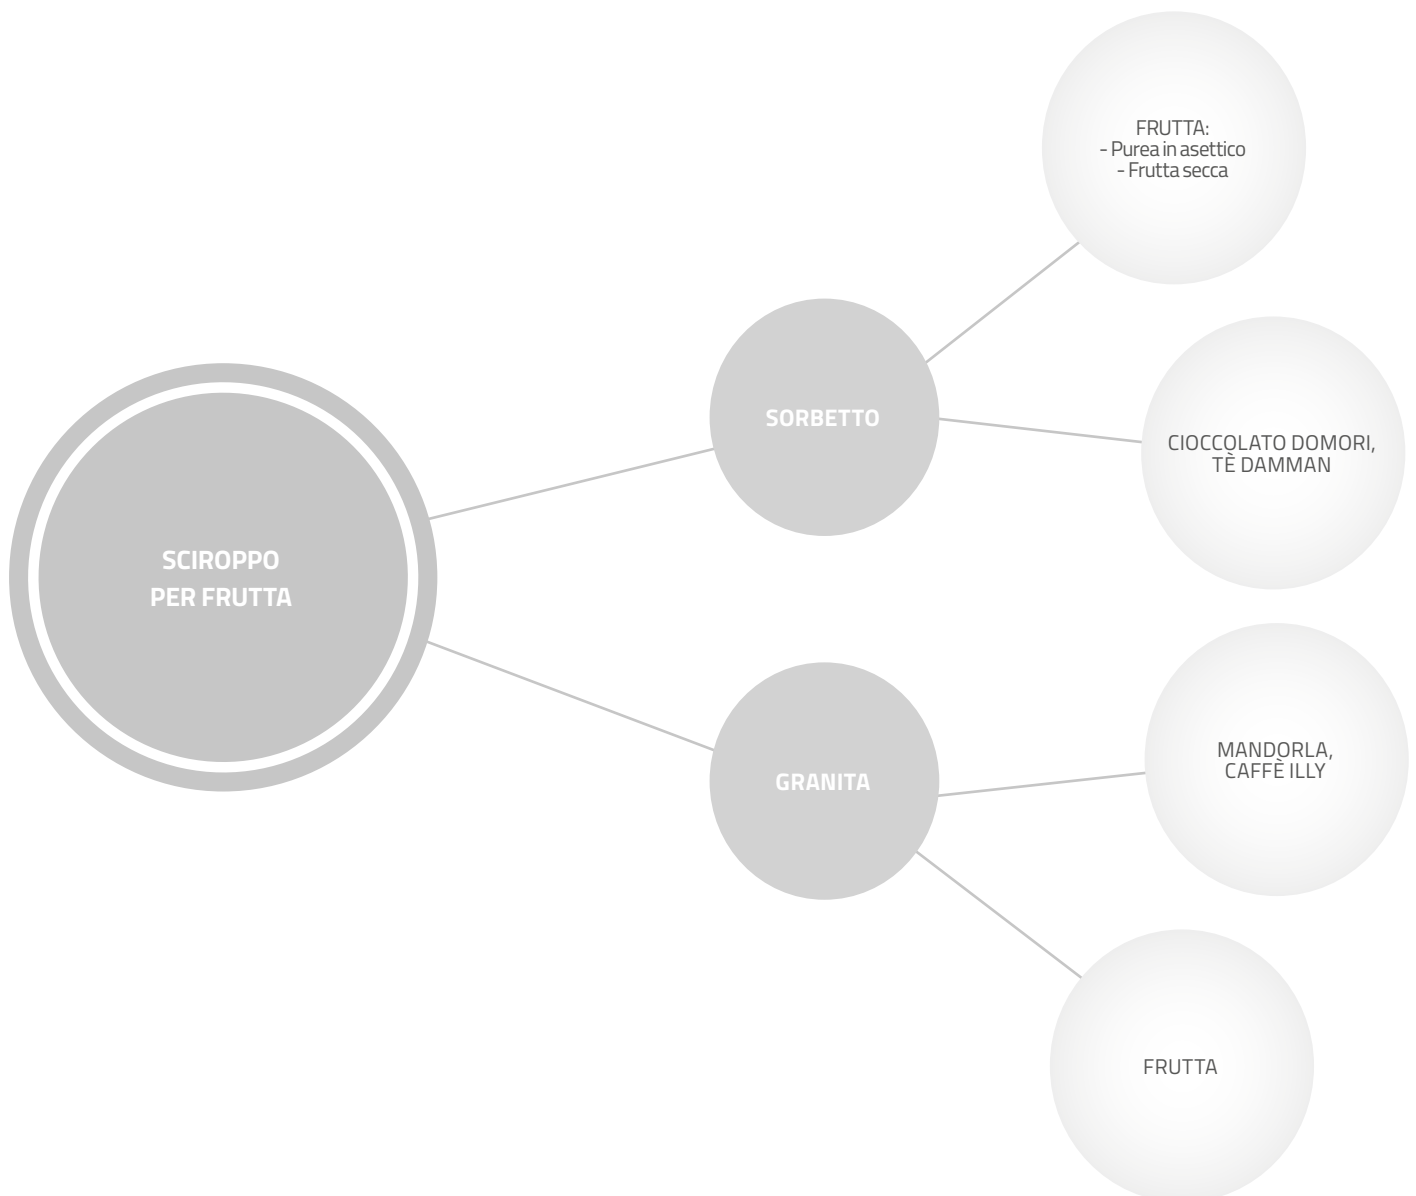 FRUTTA:
- Purea in asettico
- Frutta secca
SORBETTO
CIOCCOLATO DOMORI,
TÈ DAMMAN
SCIROPPO
PER FRUTTA
GRANITA
MANDORLA,
CAFFÈ ILLY
FRUTTA